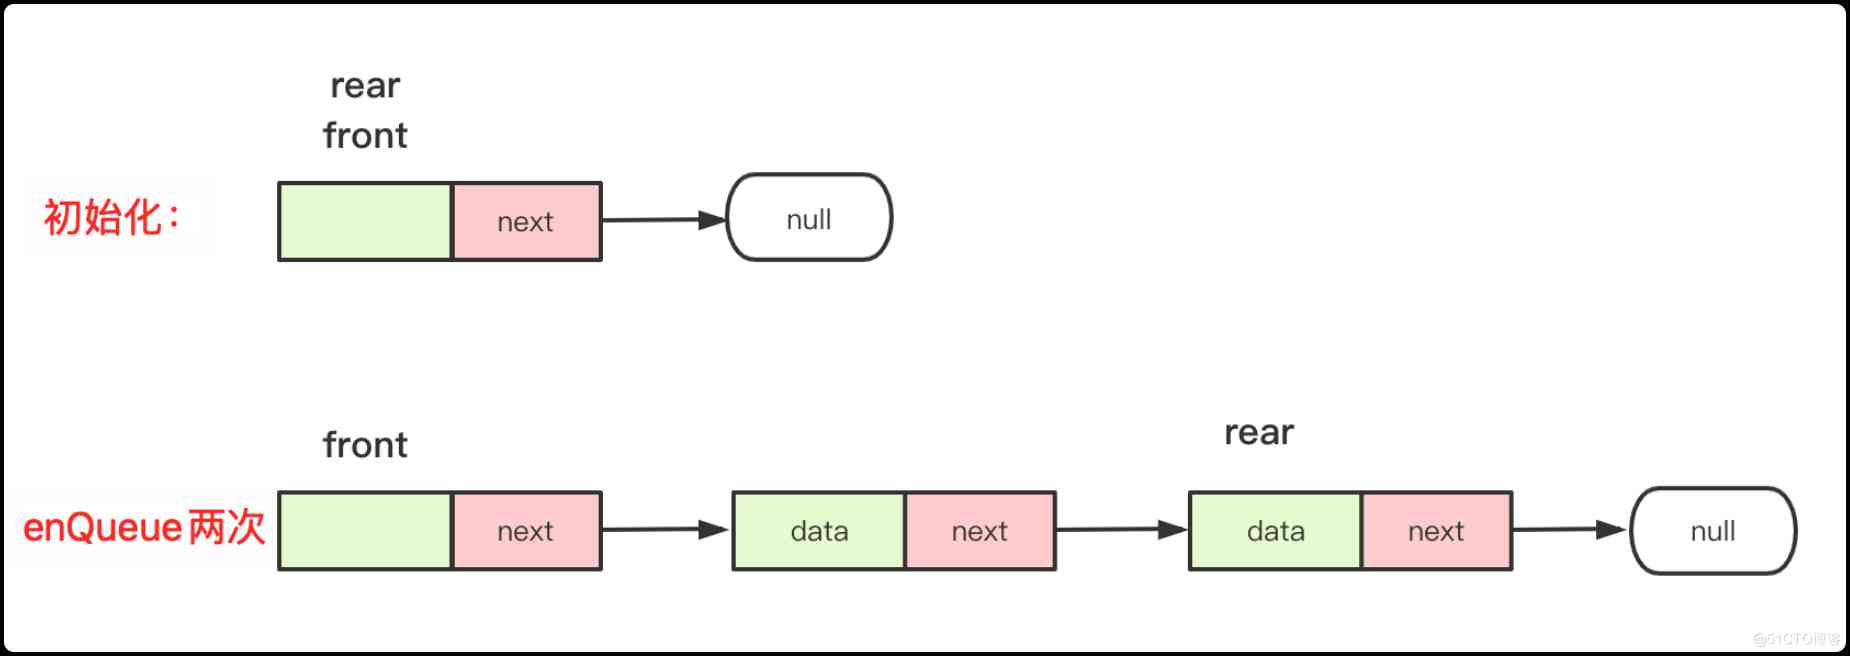 rear
front
初始化：
next
null
front
rear
enQueue两次
next
data
next
data
next
null
@51CTO博客